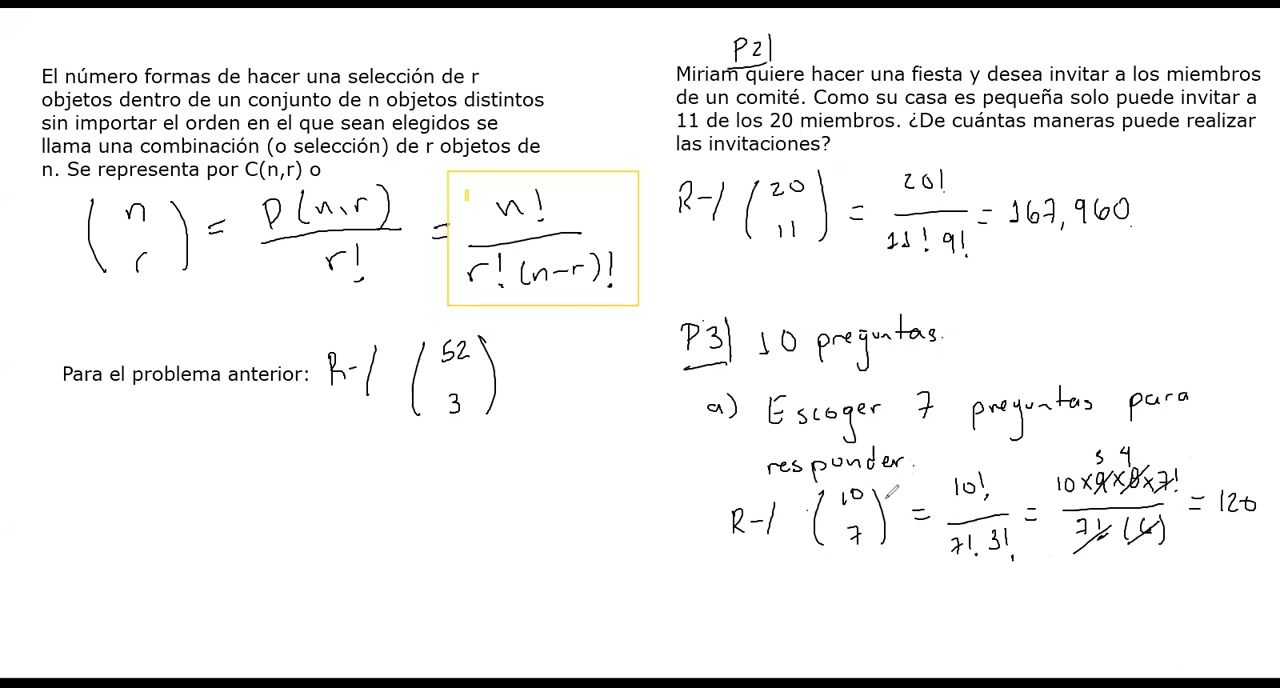 El número formas de hacer una selección de r
objetos dentro de un conjunto de n objetos distintos
sin importar el orden en el que sean elegidos se
llama una combinación (o selección) de r objetos de
n. Se representa por C(n,r) o
(n r) = P(n,r) / r! = n! / r!(n-r)!
Para el problema anterior: R-/ (52 3)
P2|
Miriam quiere hacer una fiesta y desea invitar a los miembros
de un comité. Como su casa es pequeña solo puede invitar a
11 de los 20 miembros. ¿De cuántas maneras puede realizar
las invitaciones?
R-/ (20 11) = 20! / 11! 9! = 167,960
P3| 10 preguntas.
a) Escoger 7 preguntas para
responder.
3 4
R-/ (10 7) = 10! / 7! 3! = 10×9×8×7! / 7! (6) = 120